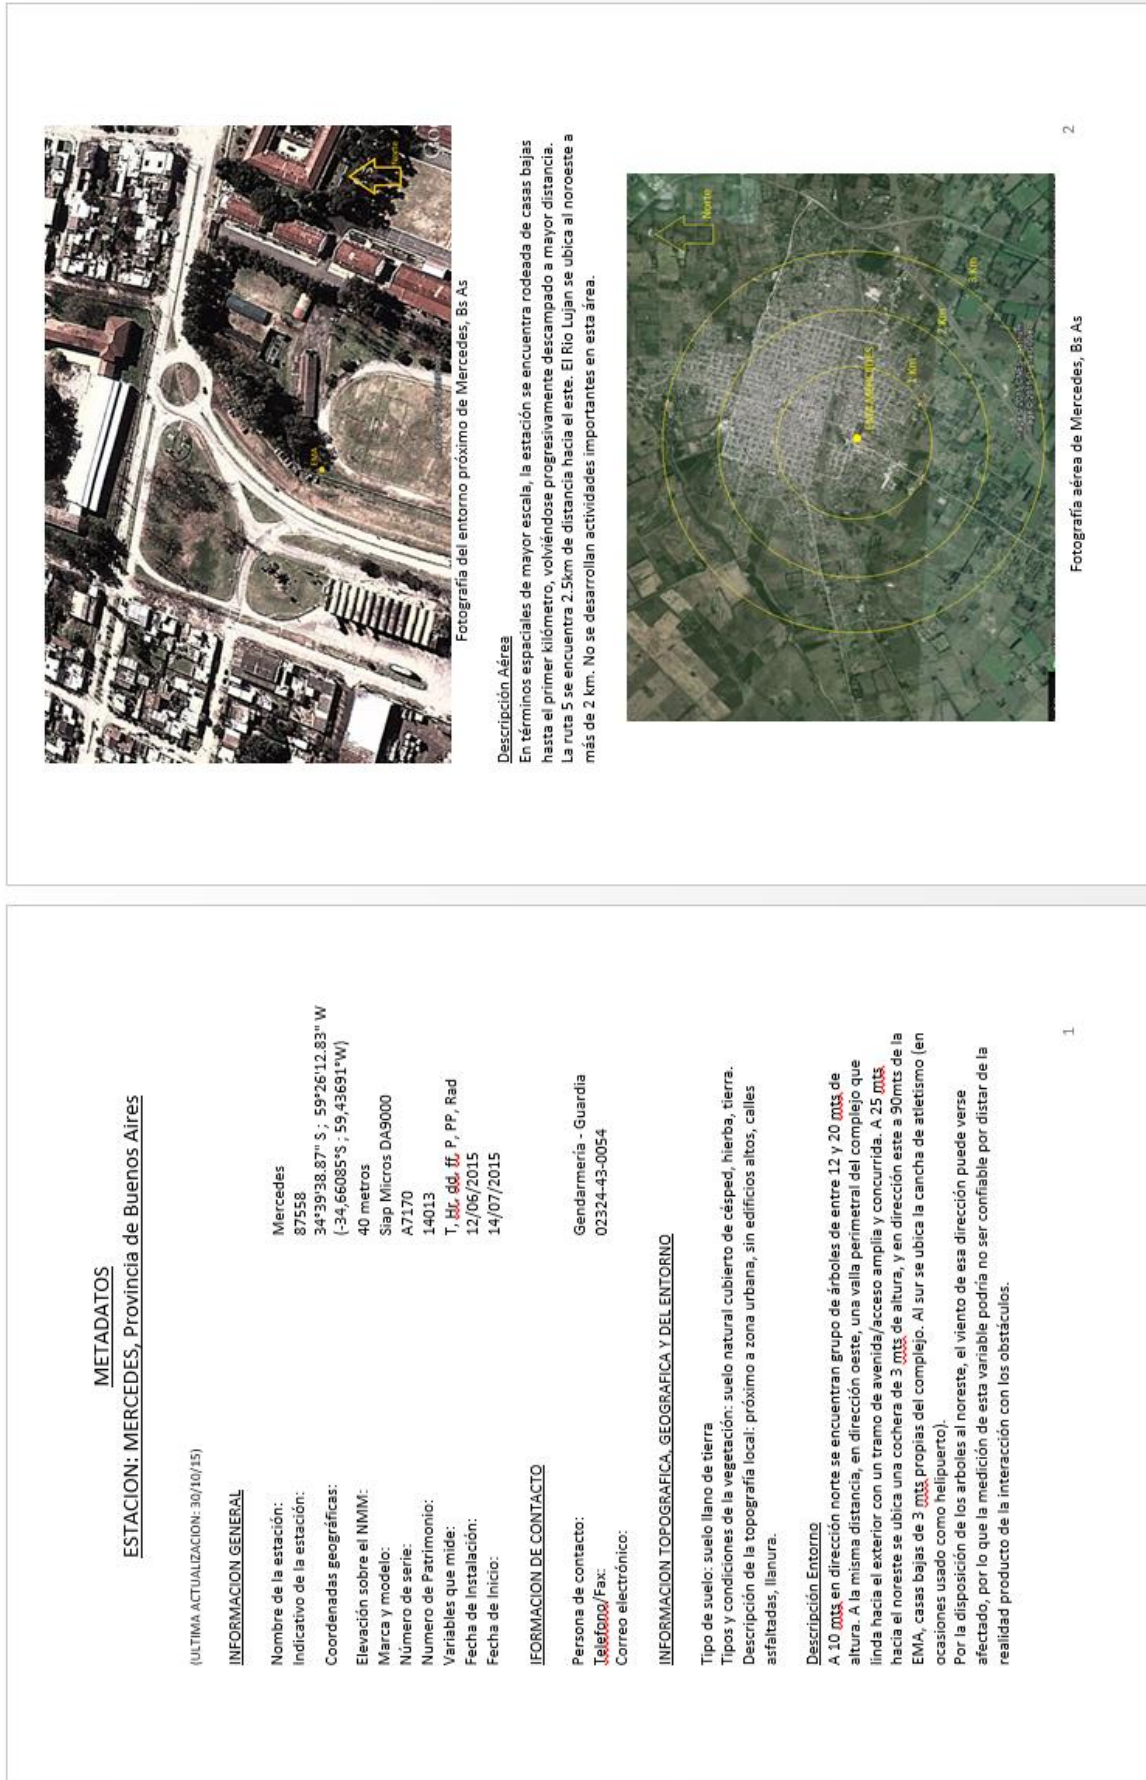 METADATOS
ESTACION: MERCEDES, Provincia de Buenos Aires
(ULTIMA ACTUALIZACION: 30/10/15)
INFORMACION GENERAL
Nombre de la estación: Mercedes
Indicativo de la estación: 87558
Coordenadas geográficas: 34°39'38.87" S ; 59°26'12.83" W
(-34,66085°S ; 59,43691°W)
Elevación sobre el NMM: 40 metros
Marca y modelo: Siap Micros DA9000
Número de serie: A7170
Numero de Patrimonio: 14013
Variables que mide: T, Hr, dd, ff, P, PP, Rad
Fecha de Instalación: 12/06/2015
Fecha de Inicio: 14/07/2015
IFORMACION DE CONTACTO
Persona de contacto: Gendarmería - Guardia
Telefono/Fax: 02324-43-0054
Correo electrónico:
INFORMACION TOPOGRAFICA, GEOGRAFICA Y DEL ENTORNO
Tipo de suelo: suelo llano de tierra
Tipos y condiciones de la vegetación: suelo natural cubierto de césped, hierba, tierra.
Descripción de la topografía local: próximo a zona urbana, sin edificios altos, calles
asfaltadas, llanura.
Descripción Entorno
A 10 mts en dirección norte se encuentran grupo de árboles de entre 12 y 20 mts de
altura. A la misma distancia, en dirección oeste, una valla perimetral del complejo que
linda hacia el exterior con un tramo de avenida/acceso amplia y concurrida. A 25 mts
hacia el noreste se ubica una cochera de 3 mts de altura, y en dirección este a 90mts de la
EMA, casas bajas de 3 mts propias del complejo. Al sur se ubica la cancha de atletismo (en
ocasiones usado como helipuerto).
Por la disposición de los arboles al noreste, el viento de esa dirección puede verse
afectado, por lo que la medición de esta variable podría no ser confiable por distar de la
realidad producto de la interacción con los obstáculos.
1
EMA
Norte
Fotografía del entorno próximo de Mercedes, Bs As
Descripción Aérea
En términos espaciales de mayor escala, la estación se encuentra rodeada de casas bajas
hasta el primer kilómetro, volviéndose progresivamente descampado a mayor distancia.
La ruta 5 se encuentra 2.5km de distancia hacia el este. El Rio Lujan se ubica al noroeste a
más de 2 km. No se desarrollan actividades importantes en esta área.
Norte
EMA MERCEDES
1 Km
2 Km
3 Km
Fotografía aérea de Mercedes, Bs As
2